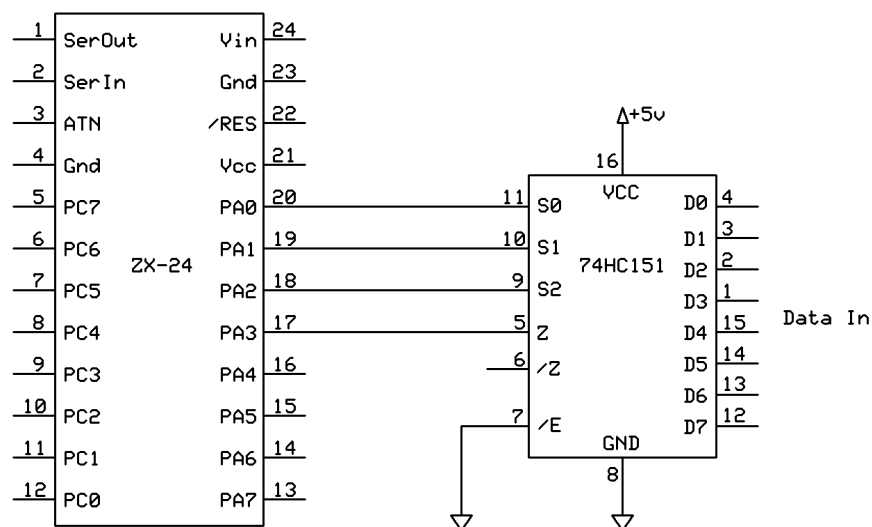 1 SerOut Vin 24
2 SerIn Gnd 23
3 ATN /RES 22
4 Gnd Vcc 21
5 PC7 PA0 20
6 PC6 PA1 19
7 PC5 PA2 18
8 PC4 PA3 17
9 PC3 PA4 16
10 PC2 PA5 15
11 PC1 PA6 14
12 PC0 PA7 13
ZX-24
+5v
16
VCC
11 S0 D0 4
10 S1 D1 3
9 S2 D2 2
5 Z D3 1
6 /Z D4 15
7 /E D5 14
D6 13
D7 12
74HC151
GND
8
Data In